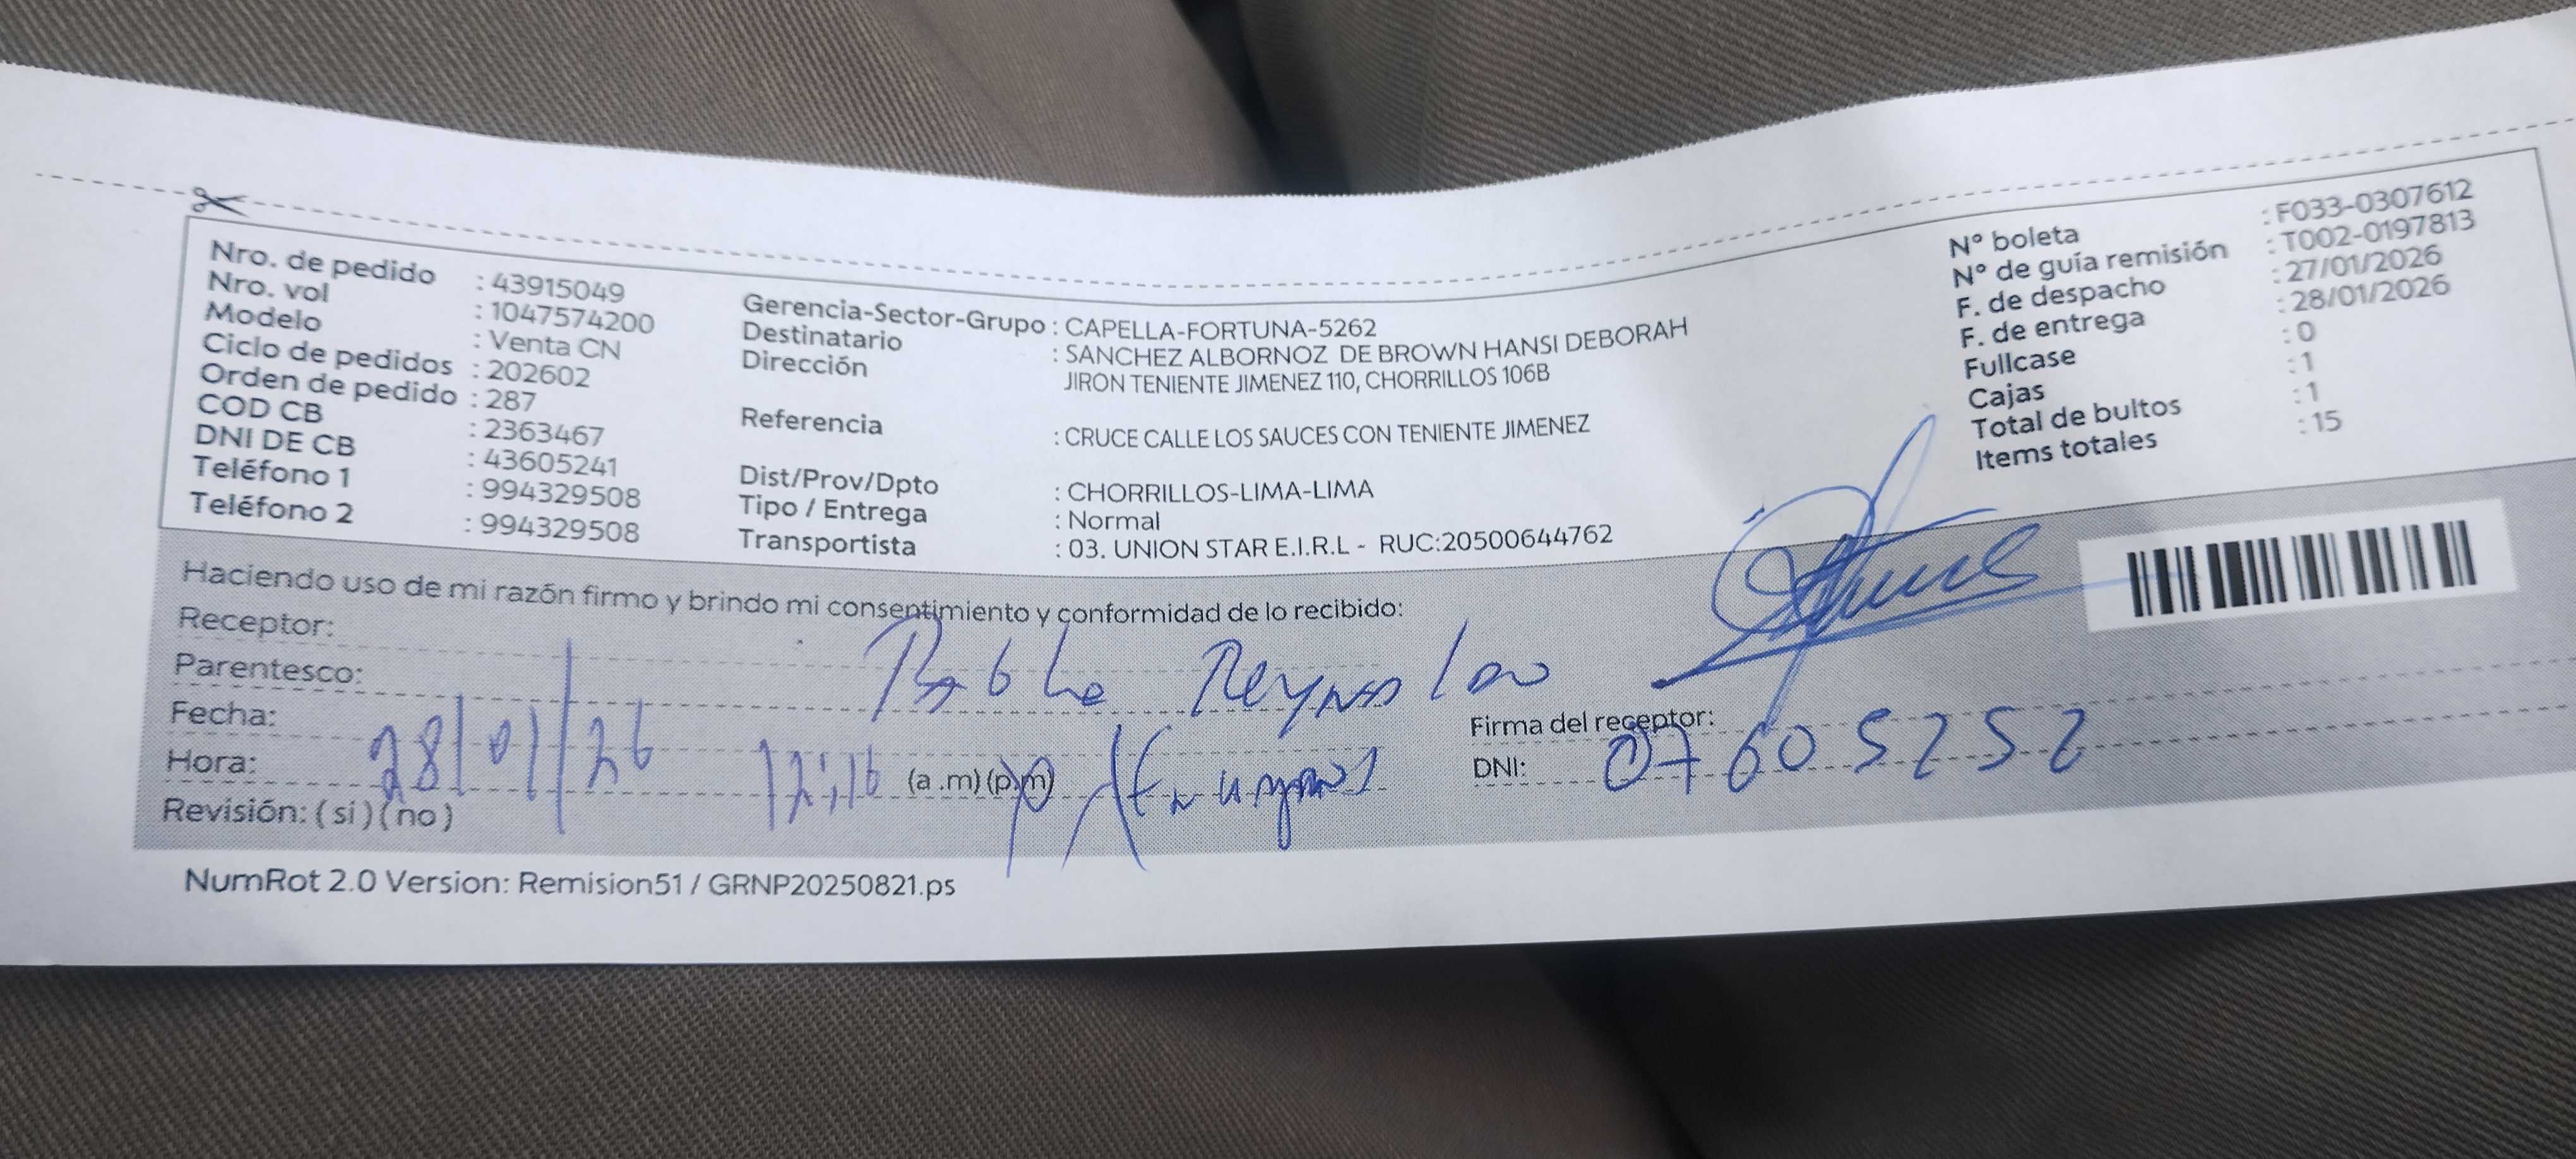 Nro. de pedido : 43915049
Nro. vol : 1047574200
Modelo : Venta CN
Ciclo de pedidos : 202602
Orden de pedido : 287
COD CB : 2363467
DNI DE CB : 43605241
Teléfono 1 : 994329508
Teléfono 2 : 994329508
Gerencia-Sector-Grupo : CAPELLA-FORTUNA-5262
Destinatario : SANCHEZ ALBORNOZ DE BROWN HANSI DEBORAH
Dirección JIRON TENIENTE JIMENEZ 110, CHORRILLOS 106B
Referencia : CRUCE CALLE LOS SAUCES CON TENIENTE JIMENEZ
Dist/Prov/Dpto : CHORRILLOS-LIMA-LIMA
Tipo / Entrega : Normal
Transportista : 03. UNION STAR E.I.R.L - RUC:20500644762
N° boleta : F033-0307612
N° de guía remisión : T002-0197813
F. de despacho : 27/01/2026
F. de entrega : 28/01/2026
Fullcase : 0
Cajas : 1
Total de bultos : 1
Items totales : 15
Haciendo uso de mi razón firmo y brindo mi consentimiento y conformidad de lo recibido:
Receptor:
Parentesco:
Fecha: 28/01/26
Hora: 12:16 (a .m) (p.m)
Revisión: ( si ) ( no )
Firma del receptor:
DNI: 07605252
NumRot 2.0 Version: Remision51 / GRNP20250821.ps